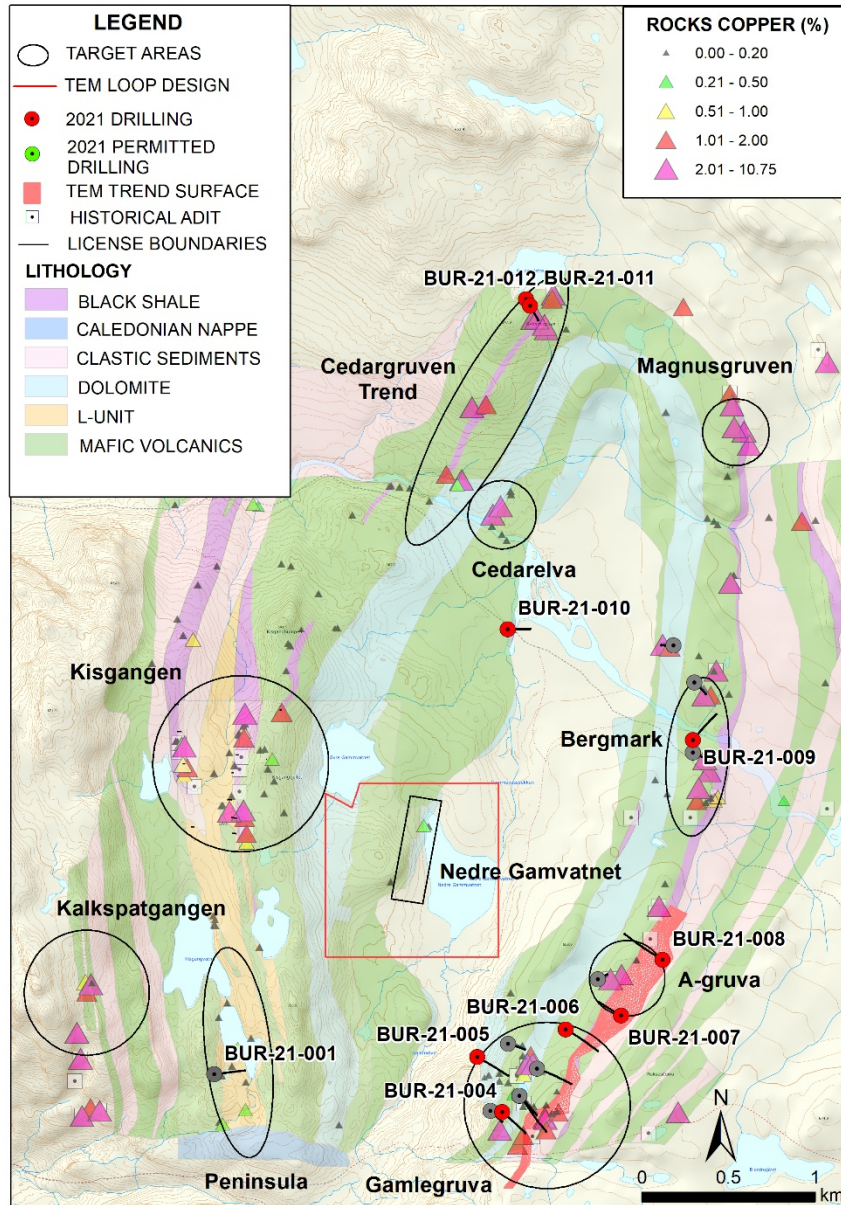 LEGEND
TARGET AREAS
TEM LOOP DESIGN
2021 DRILLING
2021 PERMITTED
DRILLING
TEM TREND SURFACE
HISTORICAL ADIT
LICENSE BOUNDARIES
LITHOLOGY
BLACK SHALE
CALEDONIAN NAPPE
CLASTIC SEDIMENTS
DOLOMITE
L-UNIT
MAFIC VOLCANICS
ROCKS COPPER (%)
0.00 - 0.20
0.21 - 0.50
0.51 - 1.00
1.01 - 2.00
2.01 - 10.75
BUR-21-012
BUR-21-011
Cedargruven
Trend
Magnusgruven
Cedarelva
BUR-21-010
Kisgangen
Bergmark
BUR-21-009
Nedre Gamvatnet
Nedre Gamvatnet
Kalkspatgangen
BUR-21-008
A-gruva
BUR-21-006
BUR-21-007
BUR-21-005
BUR-21-001
BUR-21-004
Peninsula
Gamlegruva
N
0 0.5 1
km